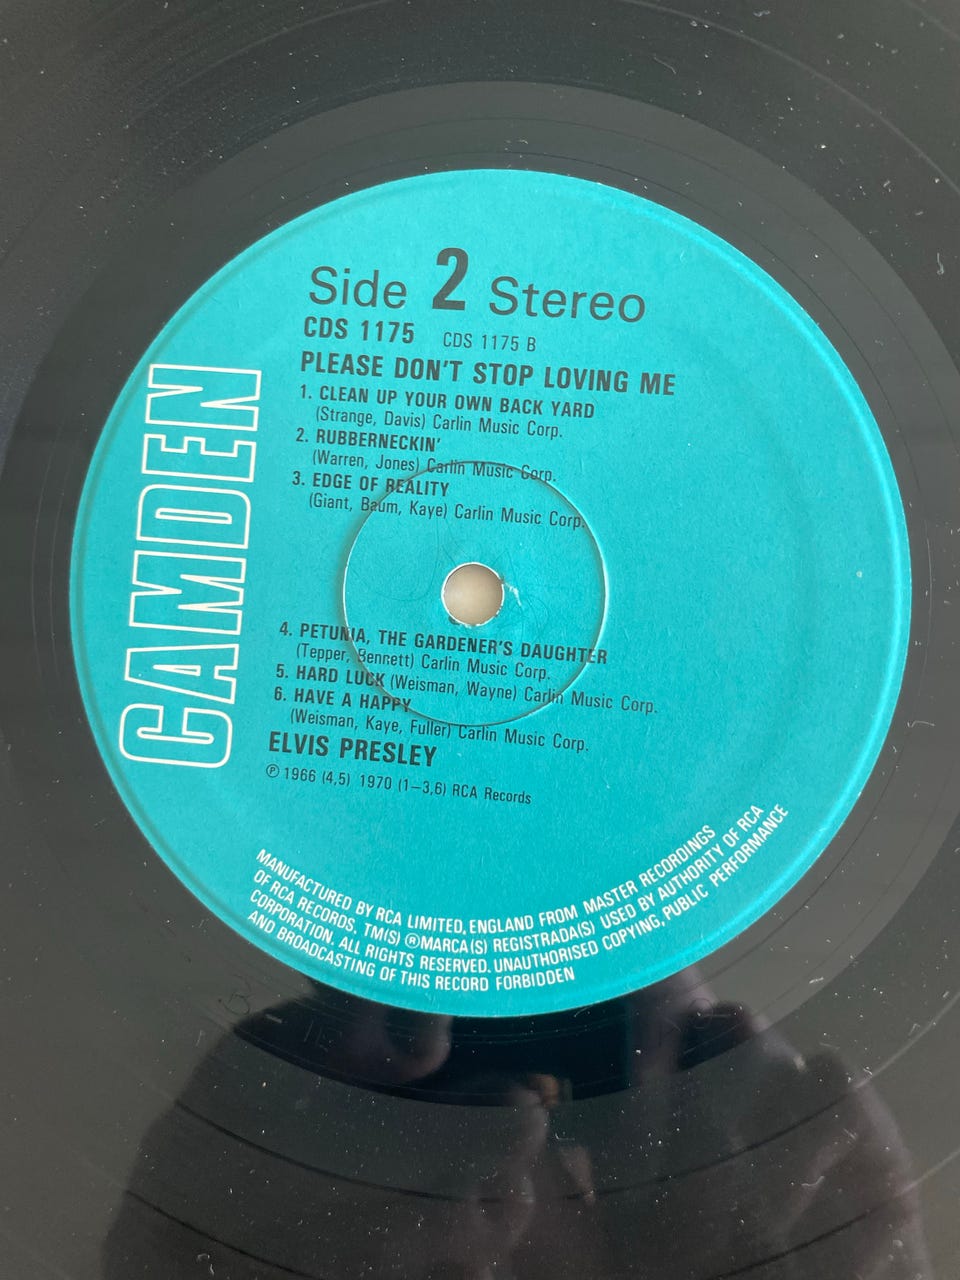 Side 2 Stereo
CDS 1175 CDS 1175 B
PLEASE DON'T STOP LOVING ME
1. CLEAN UP YOUR OWN BACK YARD
(Strange, Davis) Carlin Music Corp.
2. RUBBERNECKIN'
(Warren, Jones) Carlin Music Corp.
3. EDGE OF REALITY
(Giant, Baum, Kaye) Carlin Music Corp.
CAMDEN
4. PETUNIA, THE GARDENER'S DAUGHTER
(Tepper, Bennett) Carlin Music Corp.
5. HARD LUCK (Weisman, Wayne) Carlin Music Corp.
6. HAVE A HAPPY
(Weisman, Kaye, Fuller) Carlin Music Corp.
ELVIS PRESLEY
℗ 1966 (4,5) 1970 (1–3,6) RCA Records
MANUFACTURED BY RCA LIMITED, ENGLAND FROM MASTER RECORDINGS
OF RCA RECORDS. TM(S) ® MARCA(S) REGISTRADA(S) USED BY AUTHORITY OF RCA
CORPORATION, ALL RIGHTS RESERVED. UNAUTHORISED COPYING, PUBLIC PERFORMANCE
AND BROADCASTING OF THIS RECORD FORBIDDEN